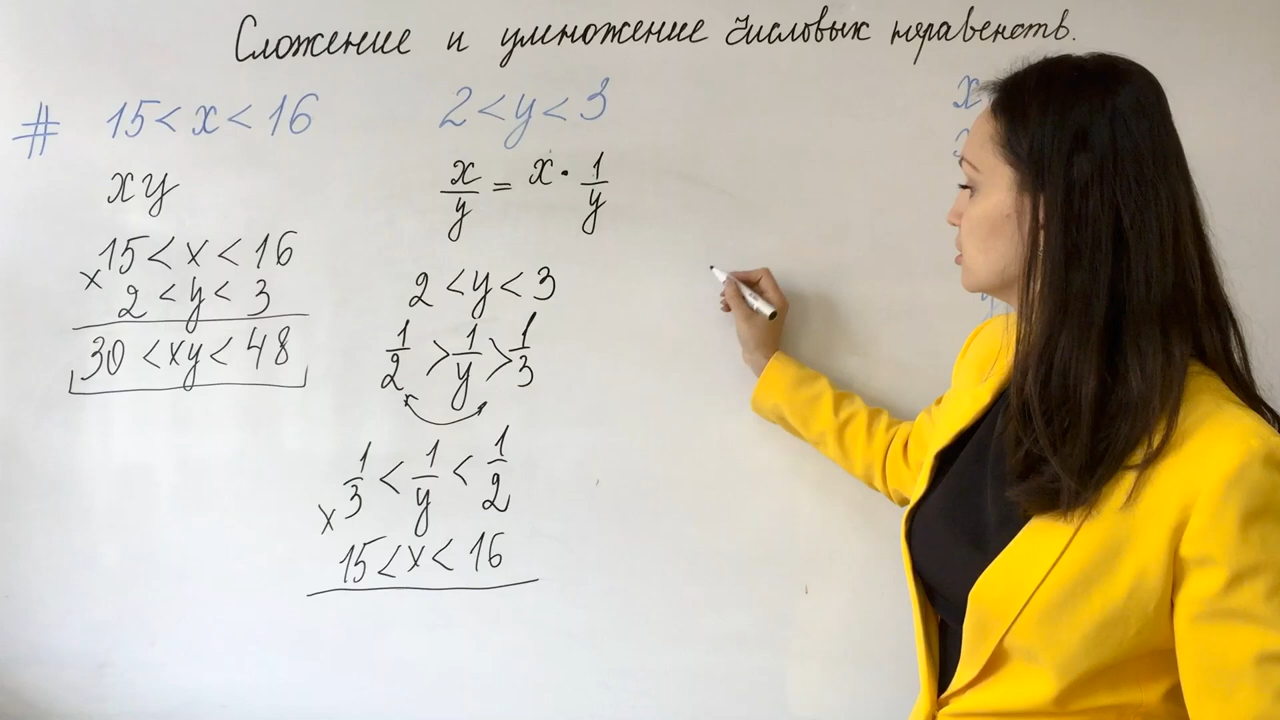 Сложение и умножение числовых неравенств.
# 15 < x < 16
2 < y < 3
xy
x/y = x · 1/y
× 15 < x < 16
2 < y < 3
30 < xy < 48
2 < y < 3
1/2 > 1/y > 1/3
× 1/3 < 1/y < 1/2
15 < x < 16
x